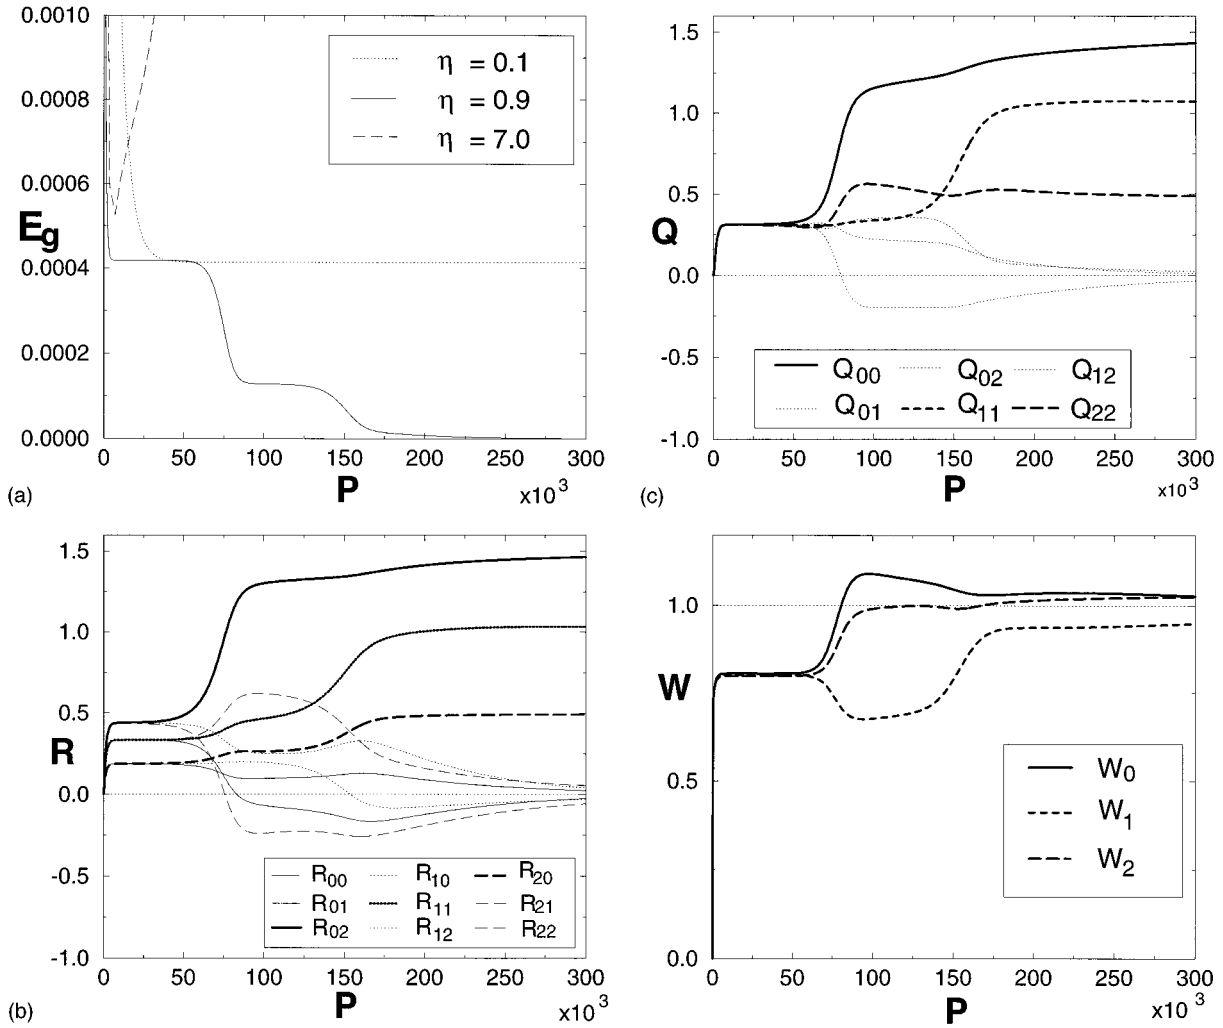 0.0010
0.0008
0.0006
0.0004
0.0002
0.0000
Eg
η = 0.1
η = 0.9
η = 7.0
0 50 100 150 200 250 300
P
x10³
(a)
1.5
1.0
0.5
0.0
-0.5
-1.0
Q
Q00 Q02 Q12
Q01 Q11 Q22
0 50 100 150 200 250 300
P
x10³
(c)
1.5
1.0
0.5
0.0
-0.5
-1.0
R
R00 R10 R20
R01 R11 R21
R02 R12 R22
0 50 100 150 200 250 300
P
x10³
(b)
1.0
0.5
0.0
W
W0
W1
W2
0 50 100 150 200 250 300
P
x10³